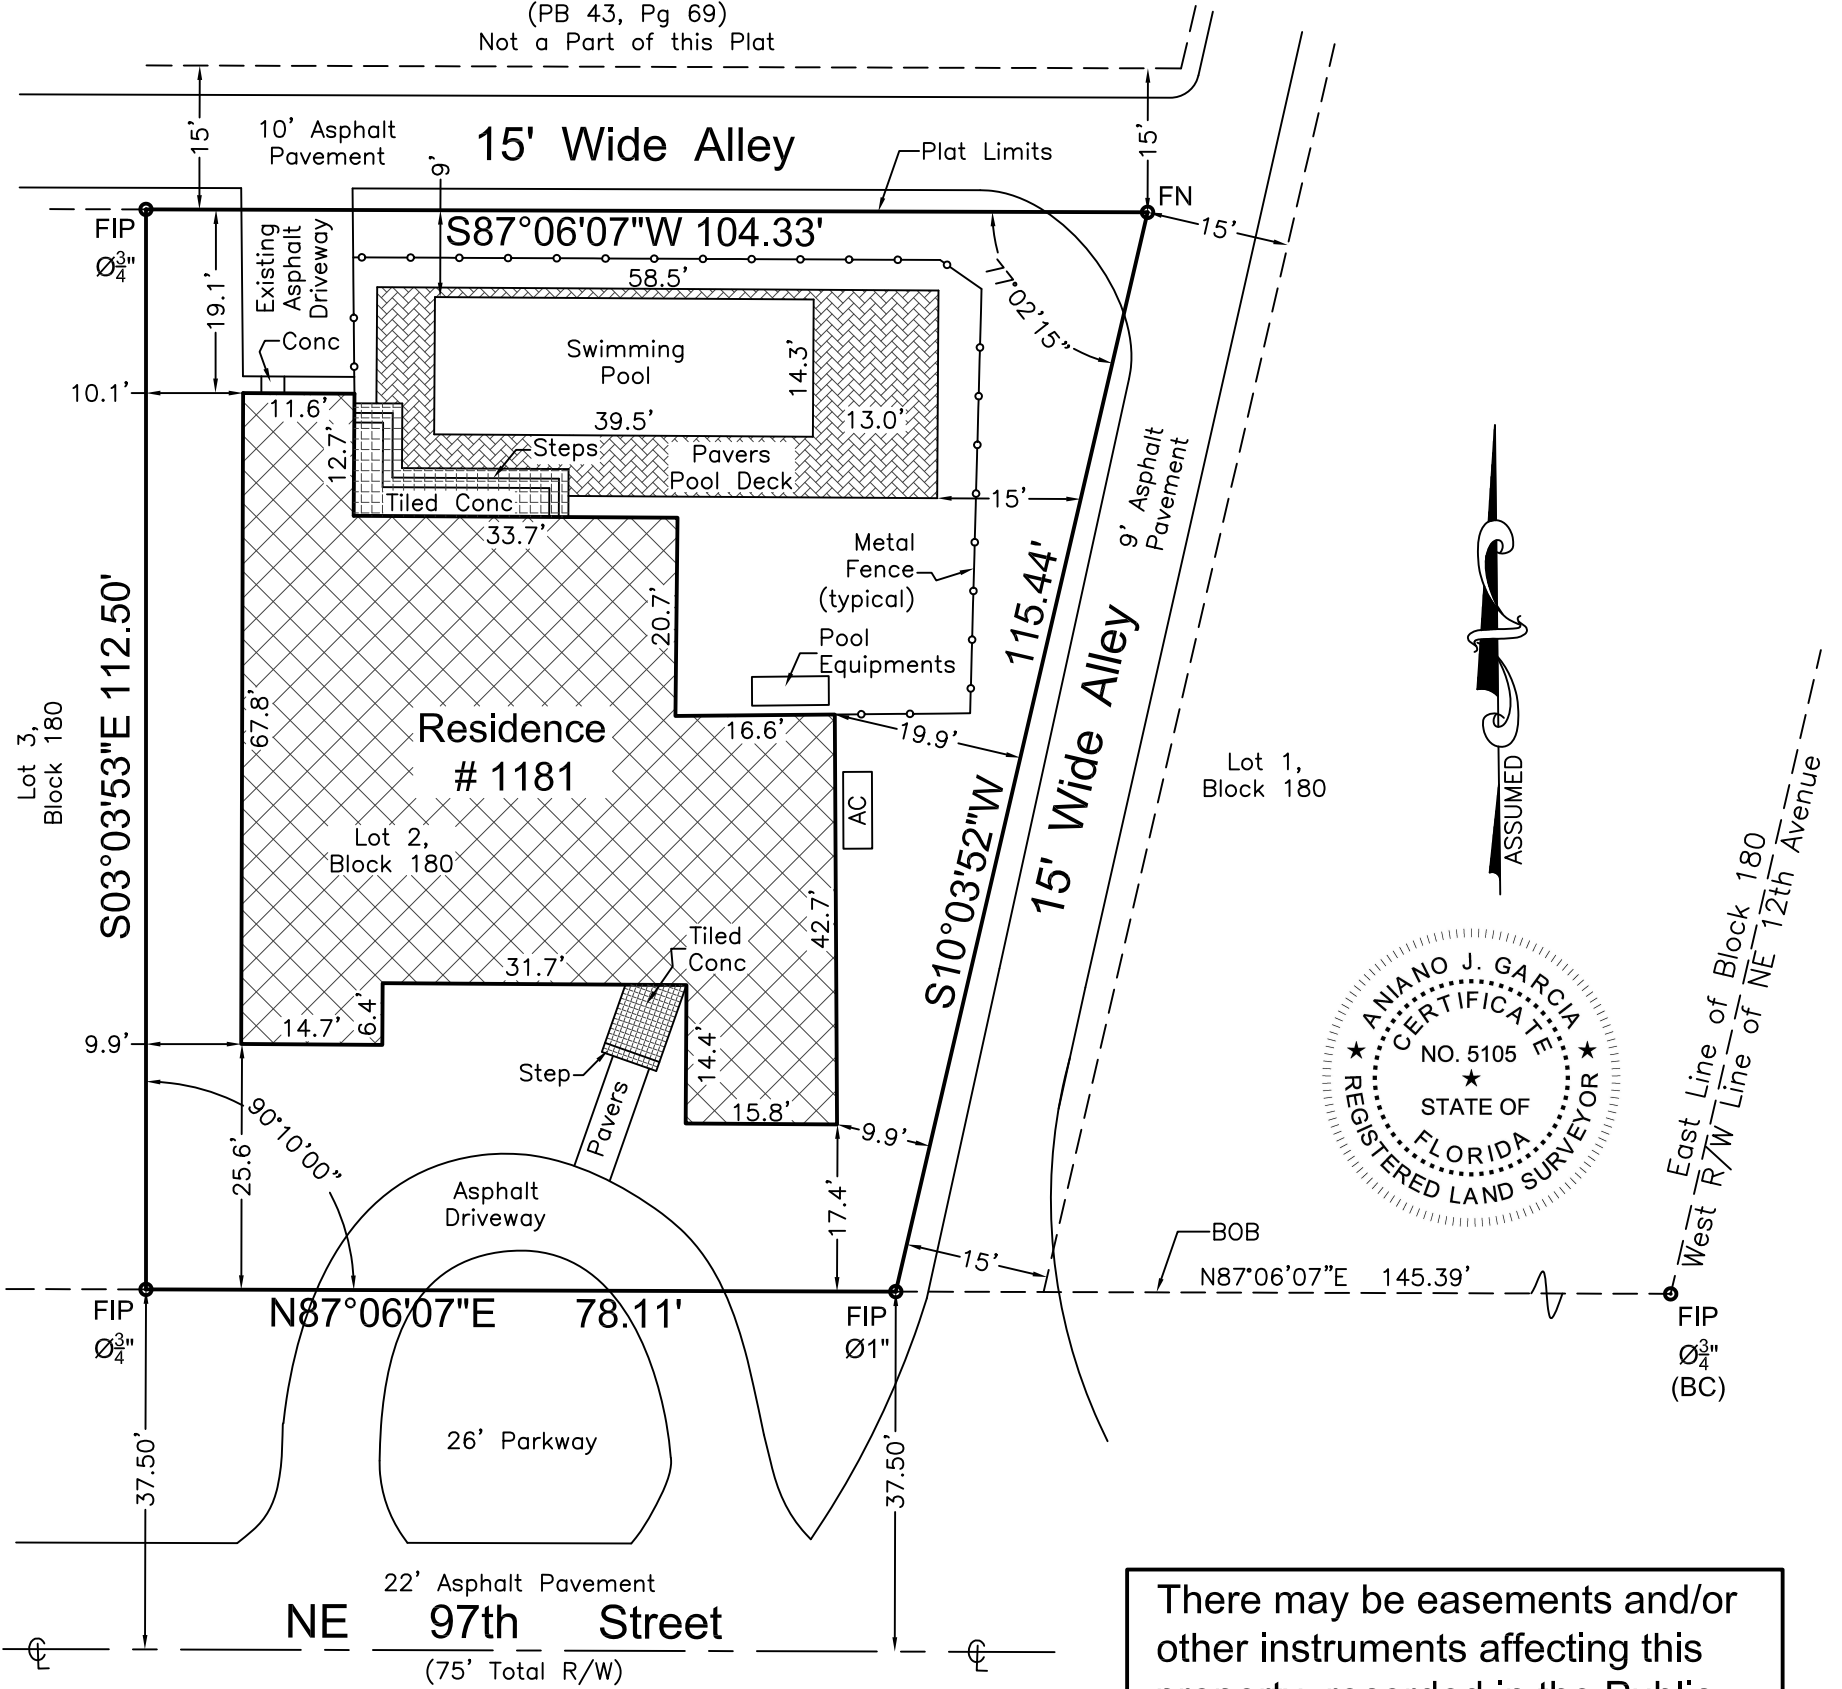 (PB 43, Pg 69)
Not a Part of this Plat
15'
10' Asphalt
Pavement
15' Wide Alley
9'
Plat Limits
15'
FN
FIP
Ø3/4"
S87°06'07"W 104.33'
15'
Existing
Asphalt
Driveway
19.1'
58.5'
77°02'15"
Conc
Swimming
Pool
14.3'
10.1'
11.6'
39.5'
13.0'
12.7'
Steps
Pavers
Pool Deck
Tiled Conc
15'
9' Asphalt
Pavement
33.7'
Metal
Fence
(typical)
20.7'
115.44'
Pool
Equipments
S03°03'53"E 112.50'
Lot 3,
Block 180
67.8'
Residence
# 1181
16.6'
19.9'
15' Wide Alley
Lot 1,
Block 180
AC
ASSUMED
Lot 2,
Block 180
S10°03'52"W
42.7'
Tiled
Conc
31.7'
14.7'
6.4'
9.9'
Step
Pavers
14.4'
15.8'
9.9'
90°10'00"
25.6'
17.4'
Asphalt
Driveway
ANIANO J. GARCIA
CERTIFICATE
NO. 5105
★
STATE OF
FLORIDA
★ REGISTERED LAND SURVEYOR ★
East Line of Block 180
West R/W Line of NE 12th Avenue
15'
BOB
N87°06'07"E 145.39'
FIP
Ø3/4"
N87°06'07"E 78.11'
FIP
Ø1"
FIP
Ø3/4"
(BC)
37.50'
26' Parkway
37.50'
22' Asphalt Pavement
NE 97th Street
(75' Total R/W)
℄
℄
There may be easements and/or
other instruments affecting this
property, recorded in the Public